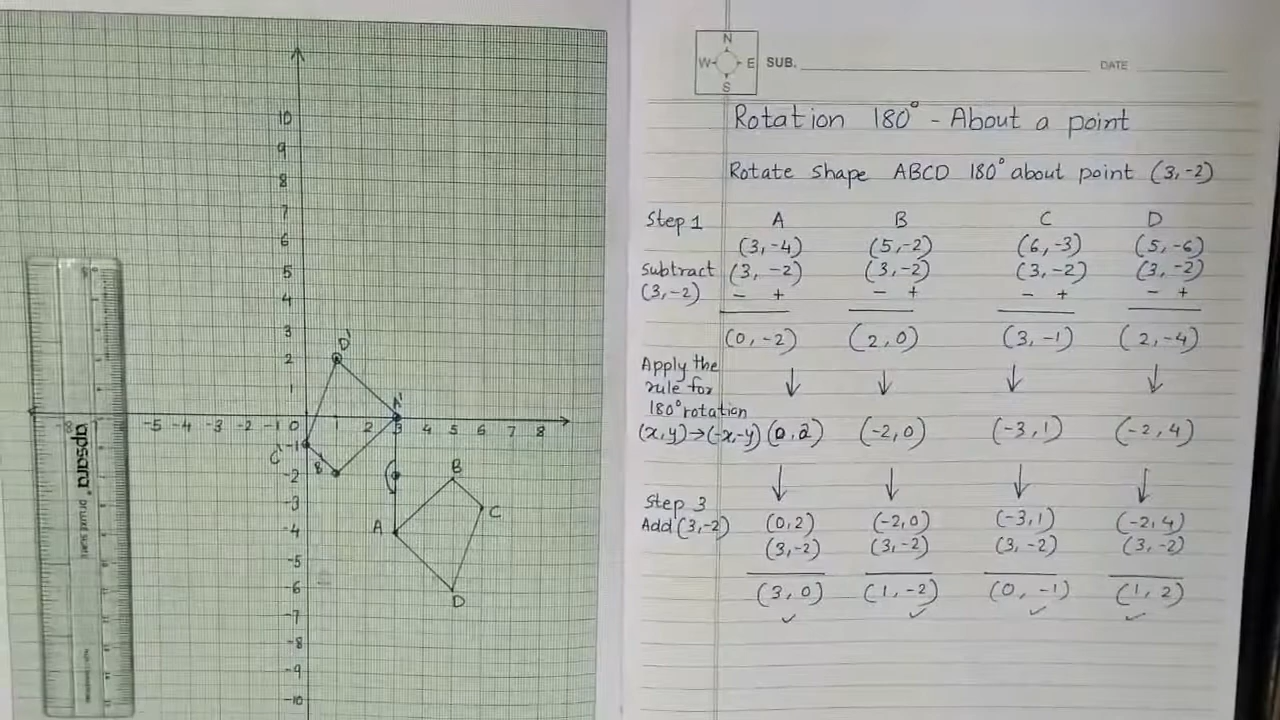 10
9
8
7
6
5
4
3
D'
2
1
A'
-5 -4 -3 -2 -1 0 1 2 3 4 5 6 7 8
-1
C'
B'
-2
B
-3
C
A
-4
-5
-6
D
-7
-8
-9
-10
apsara
N
W E SUB. DATE
S
Rotation 180° - About a point
Rotate shape ABCD 180° about point (3,-2)
Step 1 A B C D
(3,-4) (5,-2) (6,-3) (5,-6)
Subtract (3,-2) (3,-2) (3,-2) (3,-2)
(3,-2) - + - + - + - +
(0,-2) (2,0) (3,-1) (2,-4)
Apply the
rule for
180° rotation
(x,y)→(-x-y) (0,2) (-2,0) (-3,1) (-2,4)
Step 3
Add (3,-2) (0,2) (-2,0) (-3,1) (-2,4)
(3,-2) (3,-2) (3,-2) (3,-2)
(3,0) (1,-2) (0,-1) (1,2)